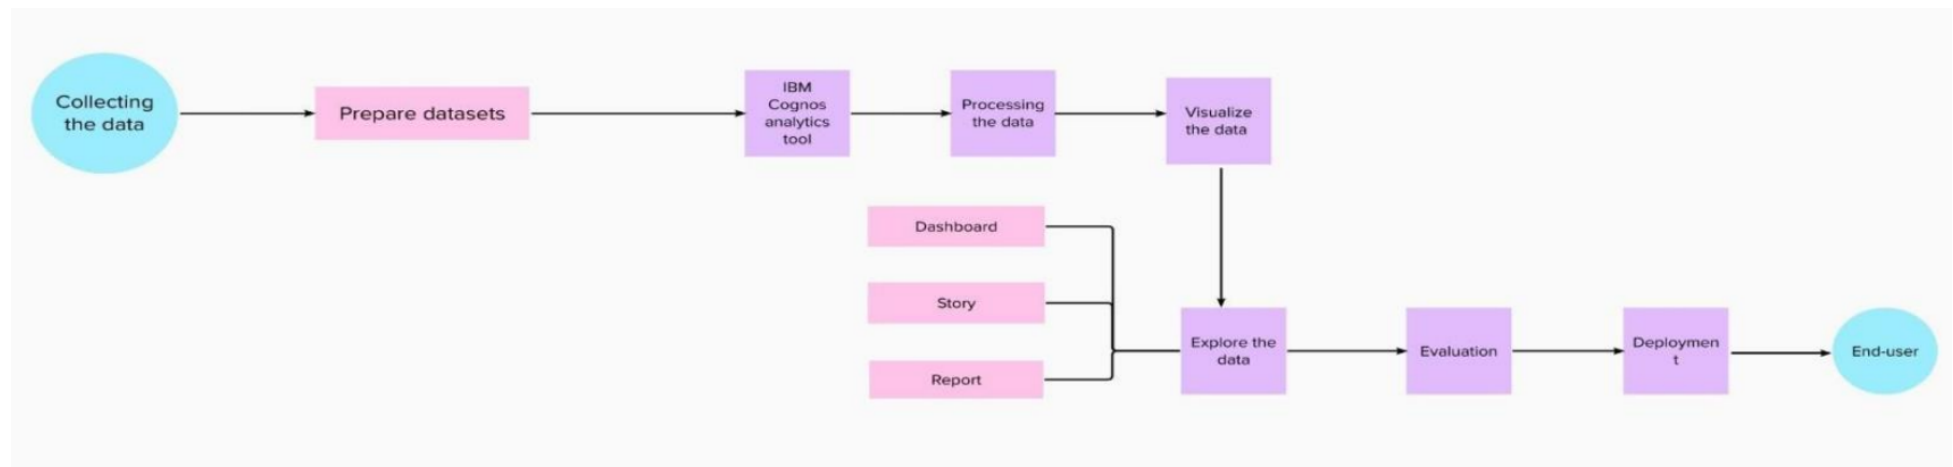 Collecting
the data
Prepare datasets
IBM
Cognos
analytics
tool
Processing
the data
Visualize
the data
Dashboard
Story
Report
Explore the
data
Evaluation
Deploymen
t
End-user